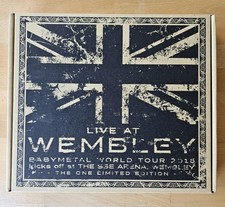 LIVE AT
WEMBLEY
BABYMETAL WORLD TOUR 2016
kicks off at THE SSE ARENA, WEMBLEY
THE ONE LIMITED EDITION